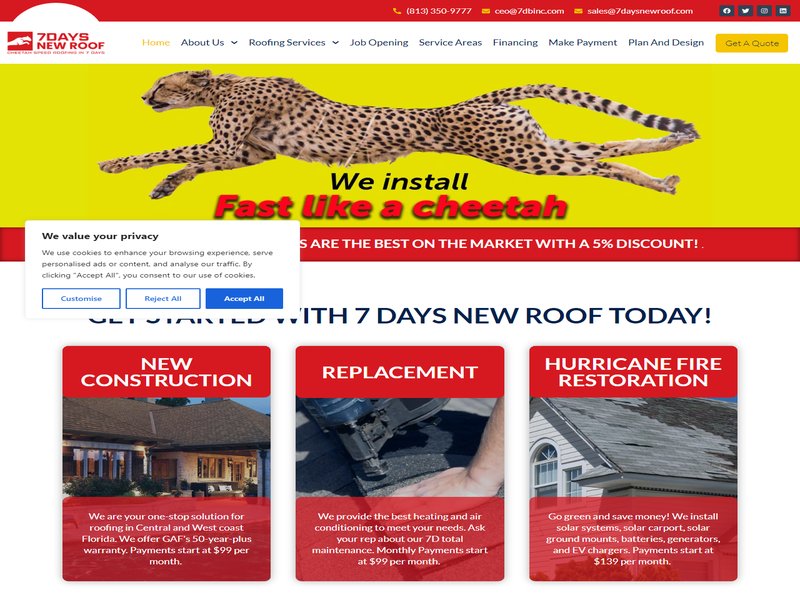 (813) 350-9777 ceo@7dbinc.com sales@7daysnewroof.com
7DAYS
NEW ROOF
CHEETAH SPEED ROOFING IN 7 DAYS
Home About Us Roofing Services Job Opening Service Areas Financing Make Payment Plan And Design Get A Quote
We install
Fast like a cheetah
S ARE THE BEST ON THE MARKET WITH A 5% DISCOUNT! .
We value your privacy
We use cookies to enhance your browsing experience, serve
personalised ads or content, and analyse our traffic. By
clicking "Accept All", you consent to our use of cookies.
Customise Reject All Accept All
GET STARTED WITH 7 DAYS NEW ROOF TODAY!
NEW
CONSTRUCTION
We are your one-stop solution for
roofing in Central and West coast
Florida. We offer GAF's 50-year-plus
warranty. Payments start at $99 per
month.
REPLACEMENT
We provide the best heating and air
conditioning to meet your needs. Ask
your rep about our 7D total
maintenance. Monthly Payments start
at $99 per month.
HURRICANE FIRE
RESTORATION
Go green and save money! We install
solar systems, solar carport, solar
ground mounts, batteries, generators,
and EV chargers. Payments start at
$139 per month.